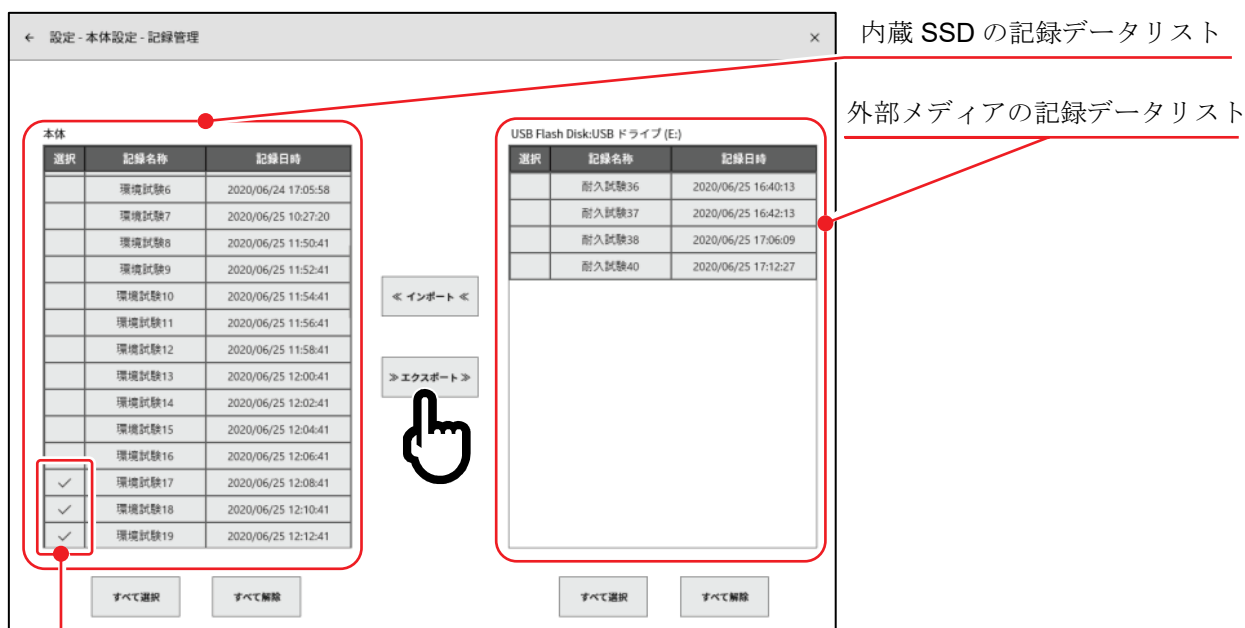 ← 設定 - 本体設定 - 記録管理 ×
内蔵 SSD の記録データリスト
外部メディアの記録データリスト
本体
選択 記録名称 記録日時
環境試験6 2020/06/24 17:05:58
環境試験7 2020/06/25 10:27:20
環境試験8 2020/06/25 11:50:41
環境試験9 2020/06/25 11:52:41
環境試験10 2020/06/25 11:54:41
環境試験11 2020/06/25 11:56:41
環境試験12 2020/06/25 11:58:41
環境試験13 2020/06/25 12:00:41
環境試験14 2020/06/25 12:02:41
環境試験15 2020/06/25 12:04:41
環境試験16 2020/06/25 12:06:41
✓ 環境試験17 2020/06/25 12:08:41
✓ 環境試験18 2020/06/25 12:10:41
✓ 環境試験19 2020/06/25 12:12:41
すべて選択 すべて解除
≪ インポート ≪
≫ エクスポート ≫
USB Flash Disk:USB ドライブ (E:)
選択 記録名称 記録日時
耐久試験36 2020/06/25 16:40:13
耐久試験37 2020/06/25 16:42:13
耐久試験38 2020/06/25 17:06:09
耐久試験40 2020/06/25 17:12:27
すべて選択 すべて解除